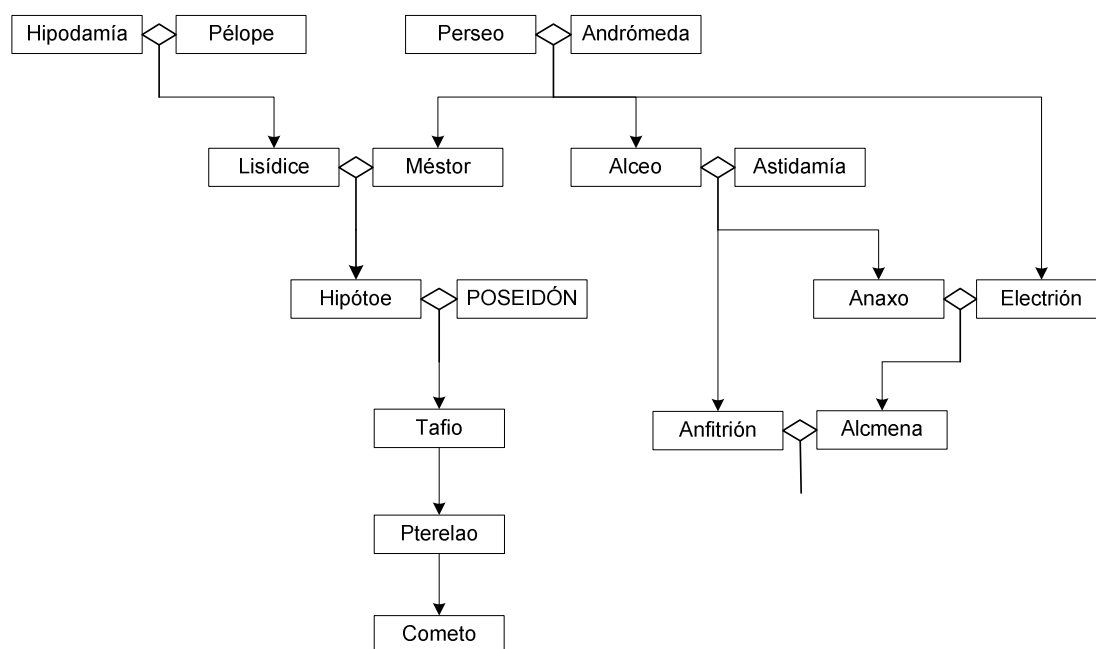 Hipodamía
Pélope
Perseo
Andrómeda
Lisídice
Méstor
Alceo
Astidamía
Hipótoe
POSEIDÓN
Anaxo
Electrión
Tafio
Anfitrión
Alcmena
Pterelao
Cometo